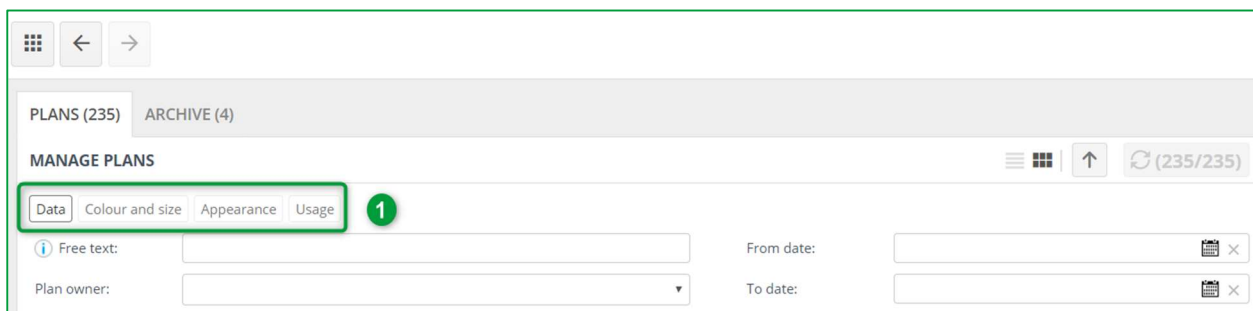 PLANS (235) ARCHIVE (4)
MANAGE PLANS (235/235)
Data Colour and size Appearance Usage 1
i Free text: From date:
Plan owner: To date: